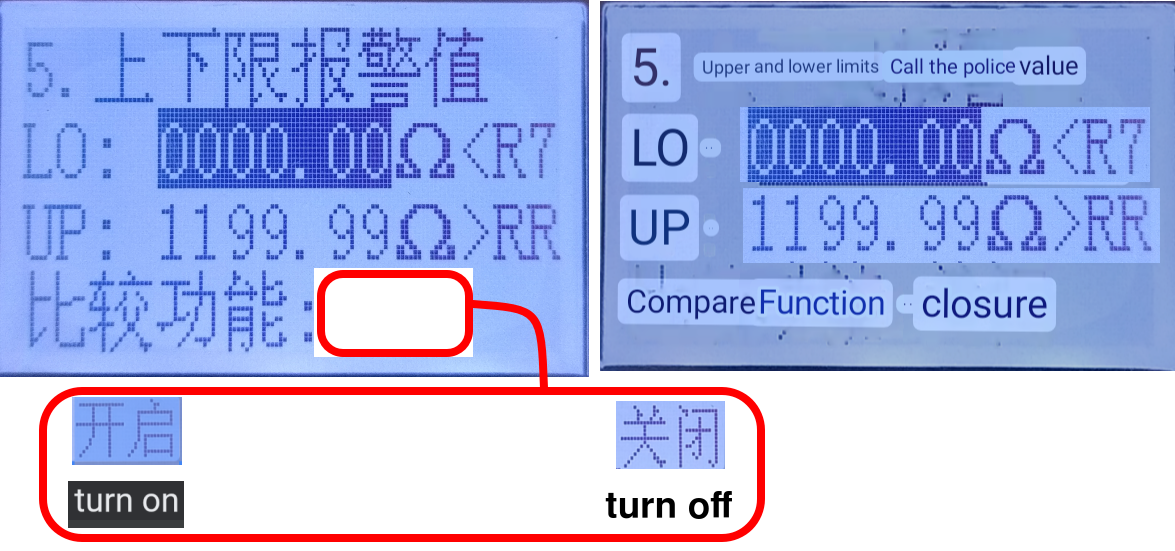 5.上下限报警值
LO: 0000.00Ω<R7
UP: 1199.99Ω>RR
比较功能:
5. Upper and lower limits Call the police value
LO ·· 0000.00Ω<R7
UP · 1199.99Ω>RR
Compare Function ·· closure
开启 关闭
turn on turn off